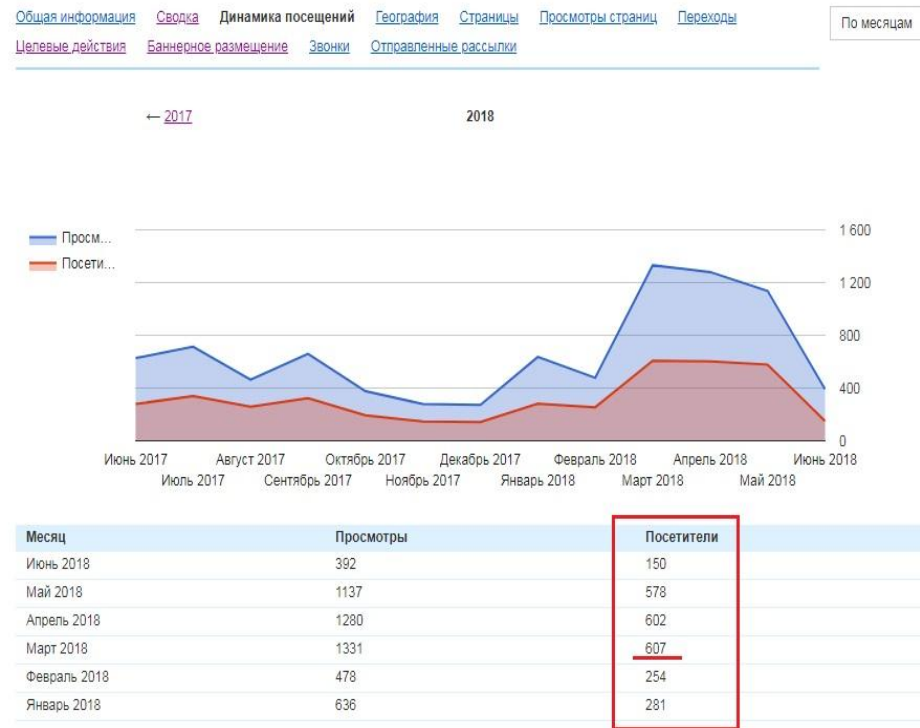 Общая информация Сводка Динамика посещений География Страницы Просмотры страниц Переходы
По месяцам
Целевые действия Баннерное размещение Звонки Отправленные рассылки
← 2017 2018
1 600
Просм...
Посети...
1 200
800
400
0
Июнь 2017 Август 2017 Октябрь 2017 Декабрь 2017 Февраль 2018 Апрель 2018 Июнь 2018
Июль 2017 Сентябрь 2017 Ноябрь 2017 Январь 2018 Март 2018 Май 2018
Месяц Просмотры Посетители
Июнь 2018 392 150
Май 2018 1137 578
Апрель 2018 1280 602
Март 2018 1331 607
Февраль 2018 478 254
Январь 2018 636 281